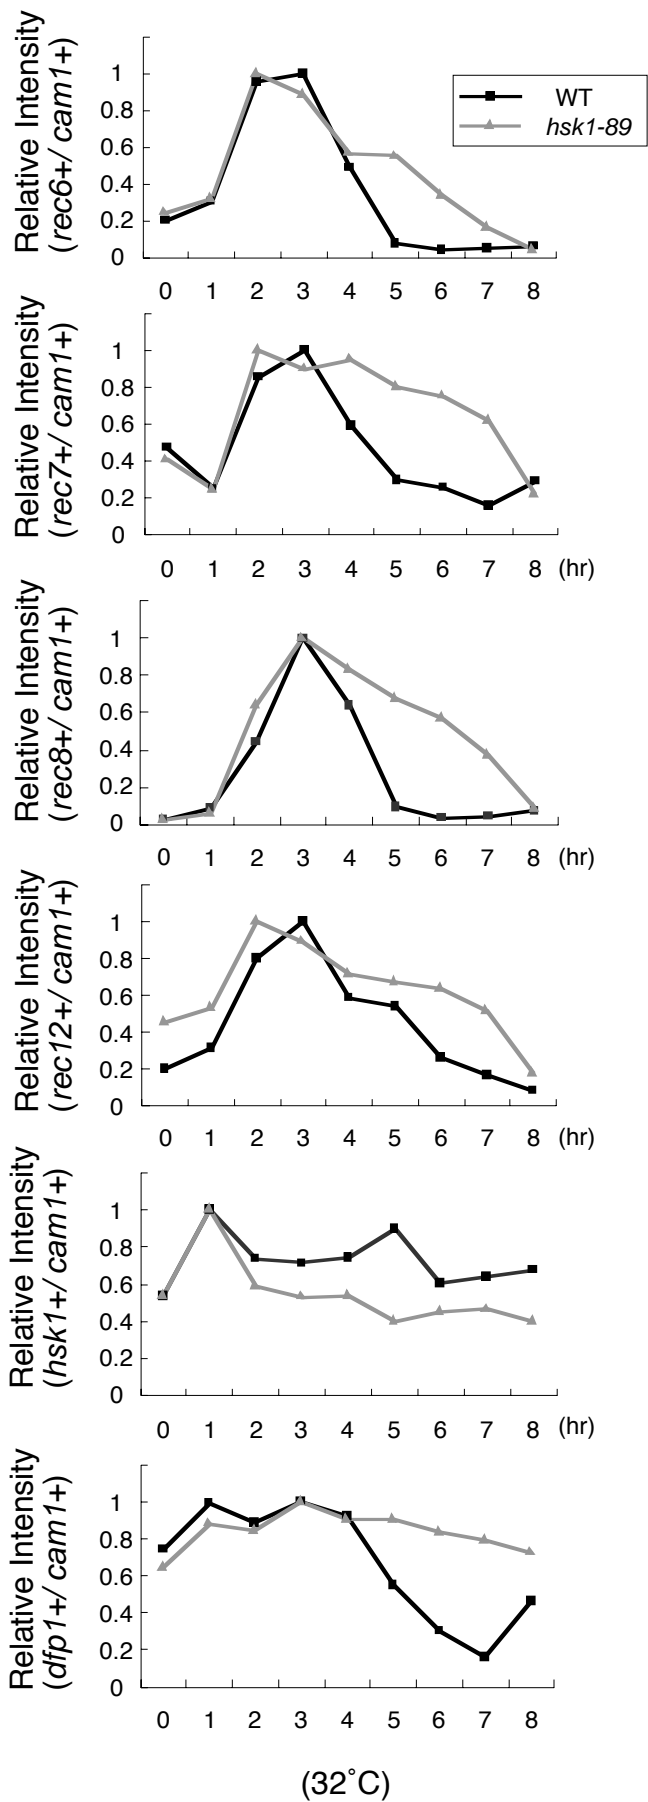 Relative Intensity
(rec6+/ cam1+)
1
0.8
0.6
0.4
0.2
0
0 1 2 3 4 5 6 7 8
WT
hsk1-89
Relative Intensity
(rec7+/ cam1+)
1
0.8
0.6
0.4
0.2
0
0 1 2 3 4 5 6 7 8 (hr)
Relative Intensity
(rec8+/ cam1+)
1
0.8
0.6
0.4
0.2
0
0 1 2 3 4 5 6 7 8 (hr)
Relative Intensity
(rec12+/ cam1+)
1
0.8
0.6
0.4
0.2
0
0 1 2 3 4 5 6 7 8 (hr)
Relative Intensity
(hsk1+/ cam1+)
1
0.8
0.6
0.4
0.2
0
0 1 2 3 4 5 6 7 8 (hr)
Relative Intensity
(dfp1+/ cam1+)
1
0.8
0.6
0.4
0.2
0
0 1 2 3 4 5 6 7 8
(32˚C)